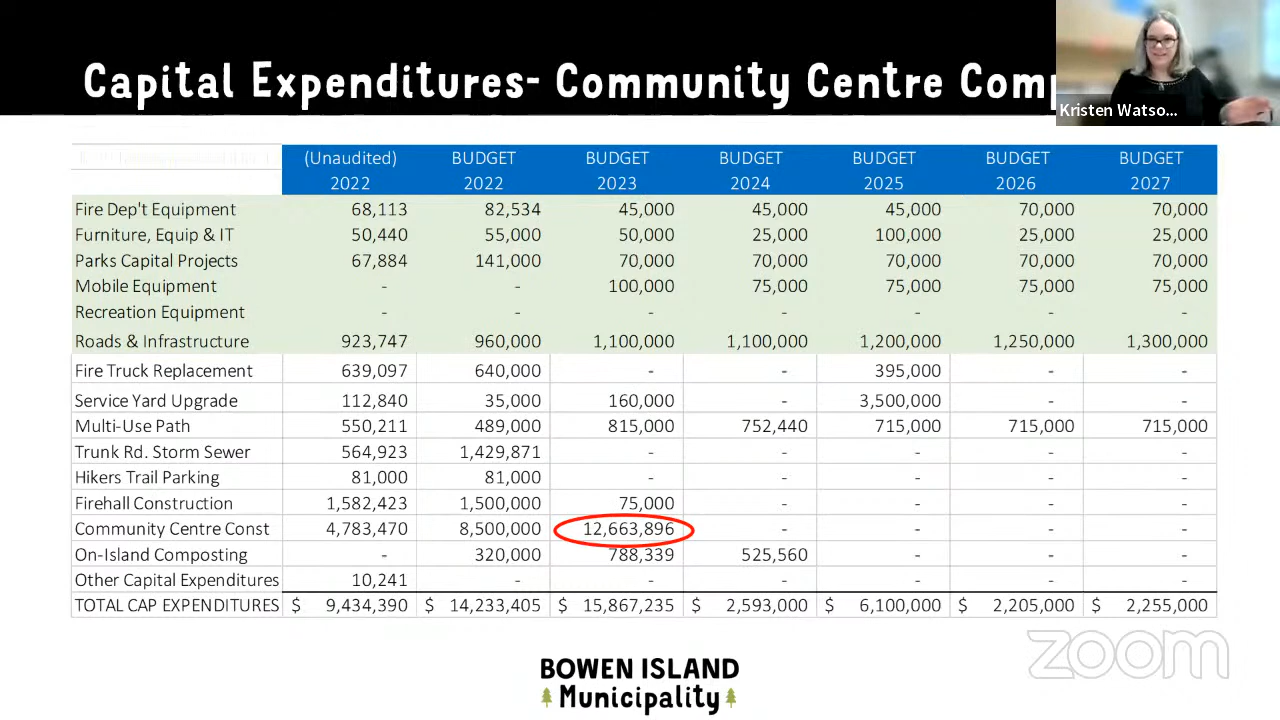 Capital Expenditures- Community Centre Comp
Kristen Watso...
(Unaudited) BUDGET BUDGET BUDGET BUDGET BUDGET BUDGET
2022 2022 2023 2024 2025 2026 2027
Fire Dep't Equipment 68,113 82,534 45,000 45,000 45,000 70,000 70,000
Furniture, Equip & IT 50,440 55,000 50,000 25,000 100,000 25,000 25,000
Parks Capital Projects 67,884 141,000 70,000 70,000 70,000 70,000 70,000
Mobile Equipment - - 100,000 75,000 75,000 75,000 75,000
Recreation Equipment - - - - - - -
Roads & Infrastructure 923,747 960,000 1,100,000 1,100,000 1,200,000 1,250,000 1,300,000
Fire Truck Replacement 639,097 640,000 - - 395,000 - -
Service Yard Upgrade 112,840 35,000 160,000 - 3,500,000 - -
Multi-Use Path 550,211 489,000 815,000 752,440 715,000 715,000 715,000
Trunk Rd. Storm Sewer 564,923 1,429,871 - - - - -
Hikers Trail Parking 81,000 81,000 - - - - -
Firehall Construction 1,582,423 1,500,000 75,000 - - - -
Community Centre Const 4,783,470 8,500,000 12,663,896 - - - -
On-Island Composting - 320,000 788,339 525,560 - - -
Other Capital Expenditures 10,241 - - - - - -
TOTAL CAP EXPENDITURES $ 9,434,390 $ 14,233,405 $ 15,867,235 $ 2,593,000 $ 6,100,000 $ 2,205,000 $ 2,255,000
zoom
BOWEN ISLAND
Municipality